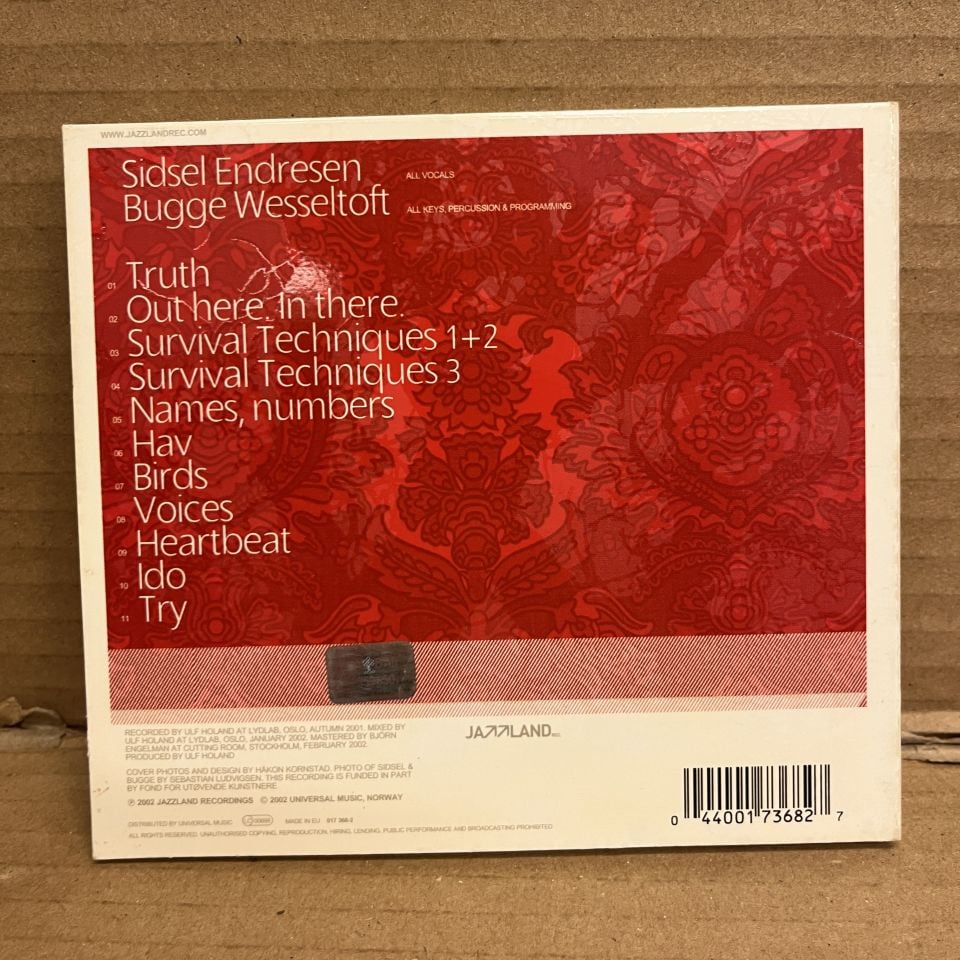 WWW.JAZZLANDREC.COM
Sidsel Endresen ALL VOCALS
Bugge Wesseltoft ALL KEYS, PERCUSSION & PROGRAMMING
01 Truth
02 Out here. In there.
03 Survival Techniques 1+2
04 Survival Techniques 3
05 Names, numbers
06 Hav
07 Birds
08 Voices
09 Heartbeat
10 Ido
11 Try
RECORDED BY ULF HOLAND AT LYDLAB, OSLO, AUTUMN 2001. MIXED BY
ULF HOLAND AT LYDLAB, OSLO, JANUARY 2002. MASTERED BY BJÖRN
ENGELMAN AT CUTTING ROOM, STOCKHOLM, FEBRUARY 2002.
PRODUCED BY ULF HOLAND
JAZZLAND REC.
COVER PHOTOS AND DESIGN BY HÅKON KORNSTAD. PHOTO OF SIDSEL &
BUGGE BY SEBASTIAN LUDVIGSEN. THIS RECORDING IS FUNDED IN PART
BY FOND FOR UTØVENDE KUNSTNERE
℗ 2002 JAZZLAND RECORDINGS © 2002 UNIVERSAL MUSIC, NORWAY
DISTRIBUTED BY UNIVERSAL MUSIC LC MADE IN EU 017 368-2
ALL RIGHTS RESERVED. UNAUTHORISED COPYING, REPRODUCTION, HIRING, LENDING, PUBLIC PERFORMANCE AND BROADCASTING PROHIBITED
0 44001 73682 7